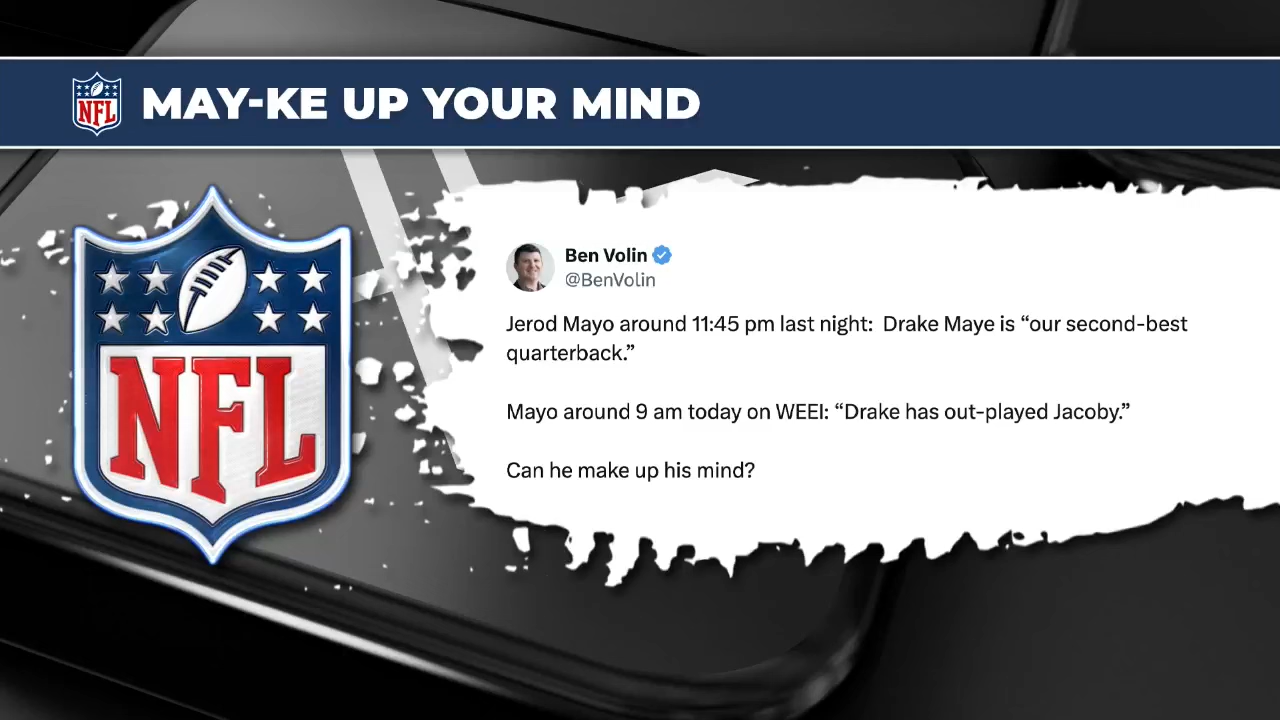 NFL
MAY-KE UP YOUR MIND
NFL
Ben Volin
@BenVolin
Jerod Mayo around 11:45 pm last night:  Drake Maye is “our second-best
quarterback.”
Mayo around 9 am today on WEEI: “Drake has out-played Jacoby.”
Can he make up his mind?